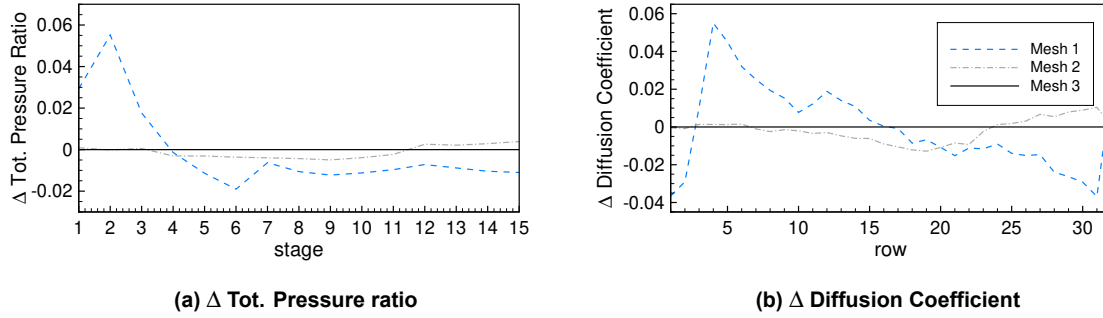 Δ Tot. Pressure Ratio
0.06
0.04
0.02
0
-0.02
1 2 3 4 5 6 7 8 9 10 11 12 13 14 15
stage
(a) Δ Tot. Pressure ratio
Δ Diffusion Coefficient
0.06
0.04
0.02
0
-0.02
-0.04
5 10 15 20 25 30
row
Mesh 1
Mesh 2
Mesh 3
(b) Δ Diffusion Coefficient